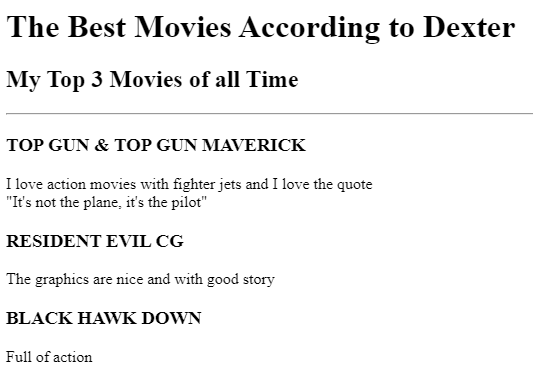 The Best Movies According to Dexter
My Top 3 Movies of all Time
TOP GUN & TOP GUN MAVERICK
I love action movies with fighter jets and I love the quote
"It's not the plane, it's the pilot"
RESIDENT EVIL CG
The graphics are nice and with good story
BLACK HAWK DOWN
Full of action